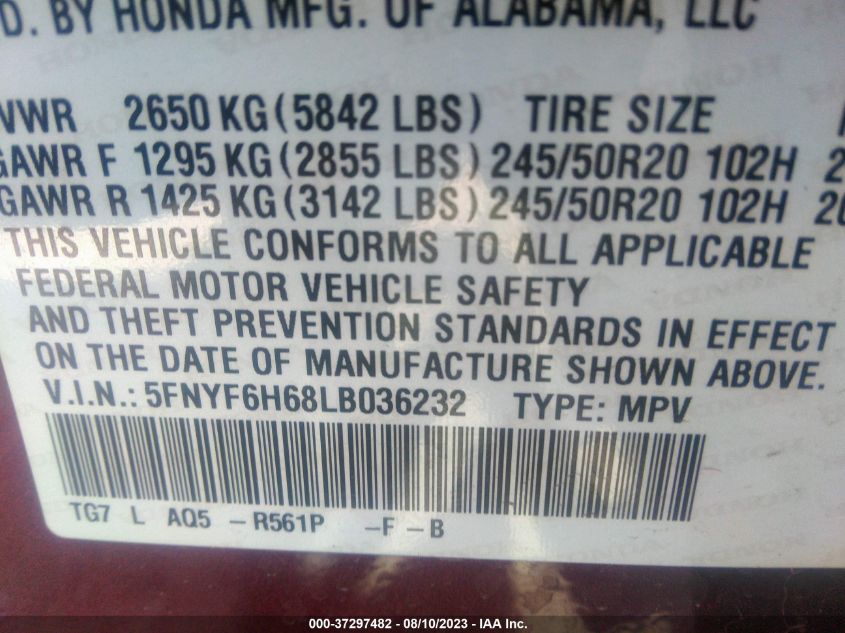 D. BY HONDA MFG. OF ALABAMA, LLC
VWR 2650 KG (5842 LBS) TIRE SIZE
GAWR F 1295 KG (2855 LBS) 245/50R20 102H
GAWR R 1425 KG (3142 LBS) 245/50R20 102H
THIS VEHICLE CONFORMS TO ALL APPLICABLE
FEDERAL MOTOR VEHICLE SAFETY
AND THEFT PREVENTION STANDARDS IN EFFECT
ON THE DATE OF MANUFACTURE SHOWN ABOVE.
V.I.N.: 5FNYF6H68LB036232 TYPE: MPV
TG7 L AQ5 -R561P -F-B
000-37297482 - 08/10/2023 - IAA Inc.